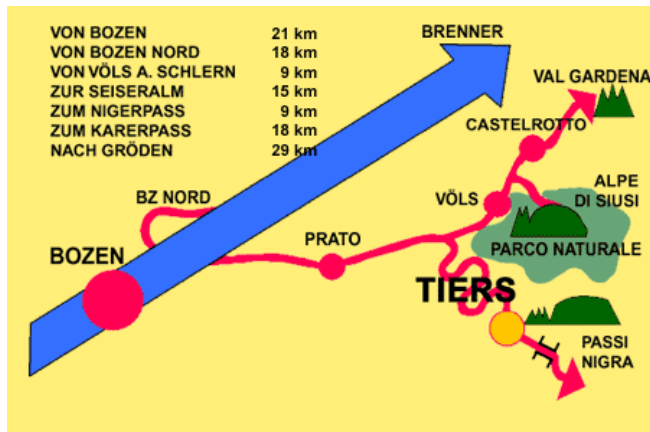 VON BOZEN 21 km
VON BOZEN NORD 18 km
VON VÖLS A. SCHLERN 9 km
ZUR SEISERALM 15 km
ZUM NIGERPASS 9 km
ZUM KARERPASS 18 km
NACH GRÖDEN 29 km
BRENNER
VAL GARDENA
CASTELROTTO
BZ NORD
VÖLS
ALPE
DI SIUSI
PRATO
PARCO NATURALE
BOZEN
TIERS
PASSI
NIGRA